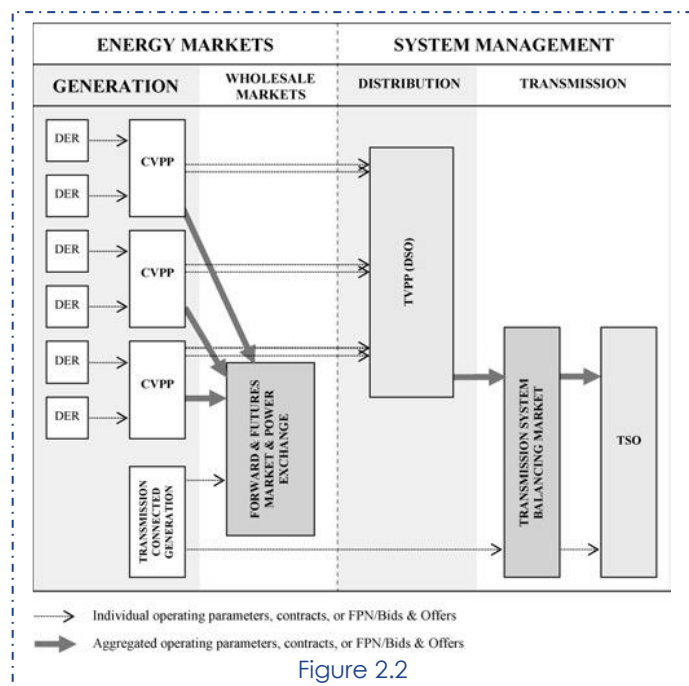 ENERGY MARKETS
SYSTEM MANAGEMENT
GENERATION
WHOLESALE
MARKETS
DISTRIBUTION
TRANSMISSION
DER
DER
CVPP
DER
DER
CVPP
DER
DER
CVPP
TRANSMISSION
CONNECTED
GENERATION
FORWARD & FUTURES
MARKET & POWER
EXCHANGE
TVPP (DSO)
TRANSMISSION SYSTEM
BALANCING MARKET
TSO
Individual operating parameters, contracts, or FPN/Bids & Offers
Aggregated operating parameters, contracts, or FPN/Bids & Offers
Figure 2.2